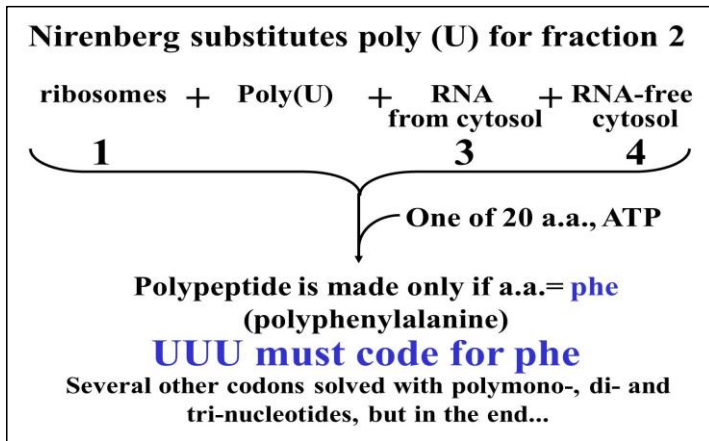 Nirenberg substitutes poly (U) for fraction 2
ribosomes + Poly(U) + RNA + RNA-free
from cytosol cytosol
1 3 4
One of 20 a.a., ATP
Polypeptide is made only if a.a.= phe
(polyphenylalanine)
UUU must code for phe
Several other codons solved with polymono-, di- and
tri-nucleotides, but in the end...